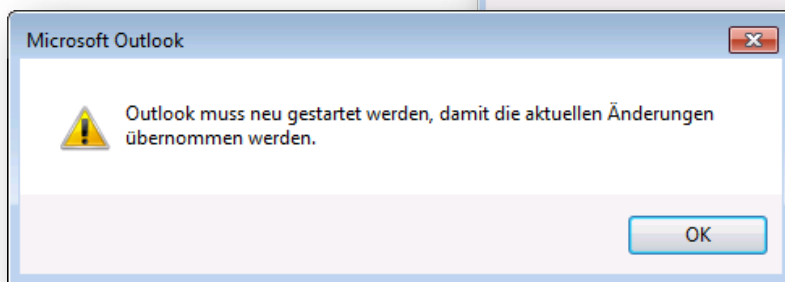 Microsoft Outlook
Outlook muss neu gestartet werden, damit die aktuellen Änderungen
übernommen werden.
OK